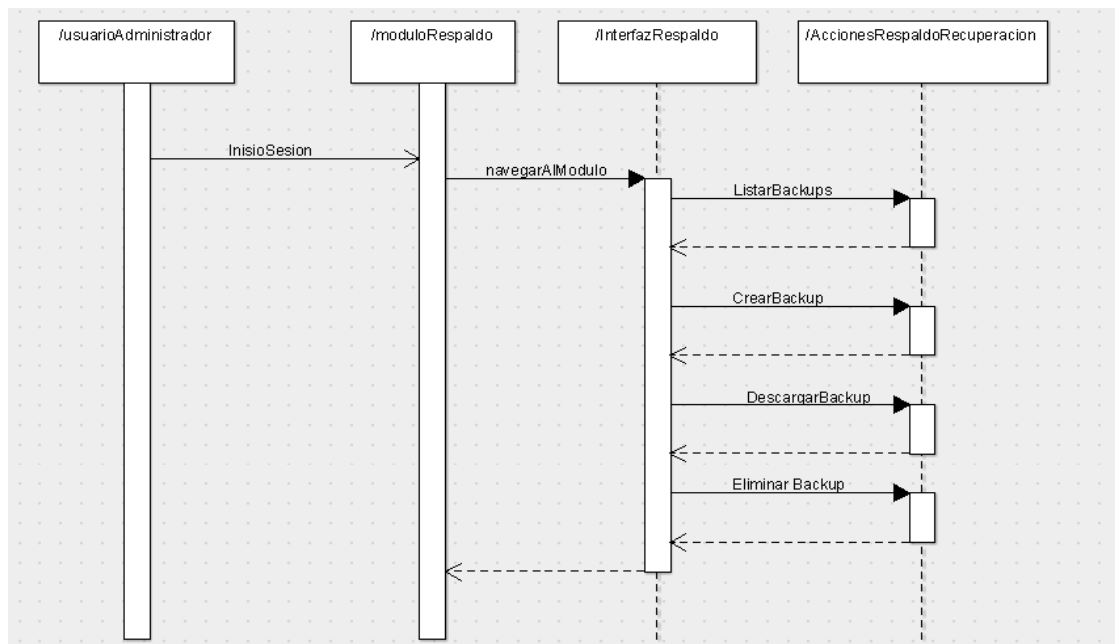 /usuarioAdministrador
/moduloRespaldo
/InterfazRespaldo
/AccionesRespaldoRecuperacion
InisioSesion
navegarAlModulo
ListarBackups
CrearBackup
DescargarBackup
Eliminar Backup